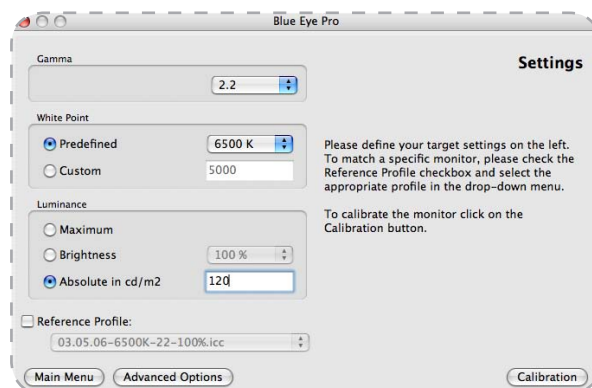 Blue Eye Pro
Settings
Gamma
2.2
White Point
Predefined
6500 K
Custom
5000
Luminance
Maximum
Brightness
100 %
Absolute in cd/m2
120
Reference Profile:
03.05.06-6500K-22-100%.icc
Please define your target settings on the left.
To match a specific monitor, please check the
Reference Profile checkbox and select the
appropriate profile in the drop-down menu.
To calibrate the monitor click on the
Calibration button.
Main Menu
Advanced Options
Calibration